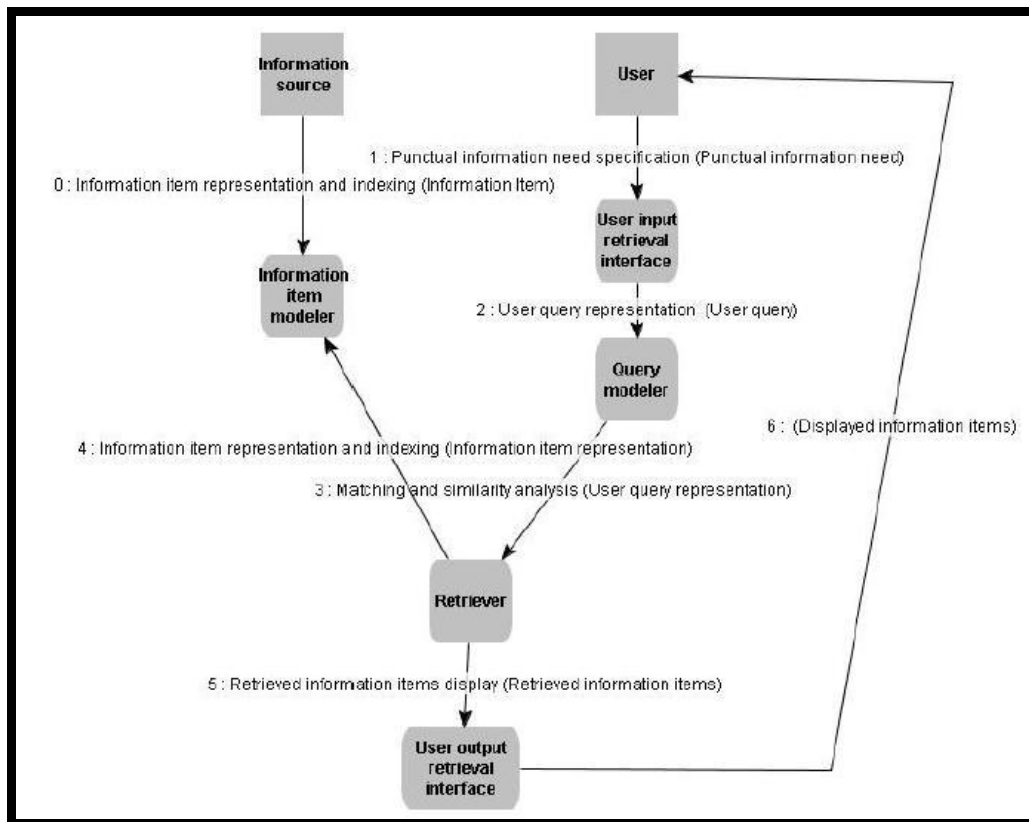 Information
source
User
1 : Punctual information need specification (Punctual information need)
0 : Information item representation and indexing (Information Item)
User input
retrieval
interface
Information
item
modeler
2 : User query representation (User query)
Query
modeler
6 : (Displayed information items)
4 : Information item representation and indexing (Information item representation)
3 : Matching and similarity analysis (User query representation)
Retriever
5 : Retrieved information items display (Retrieved information items)
User output
retrieval
interface